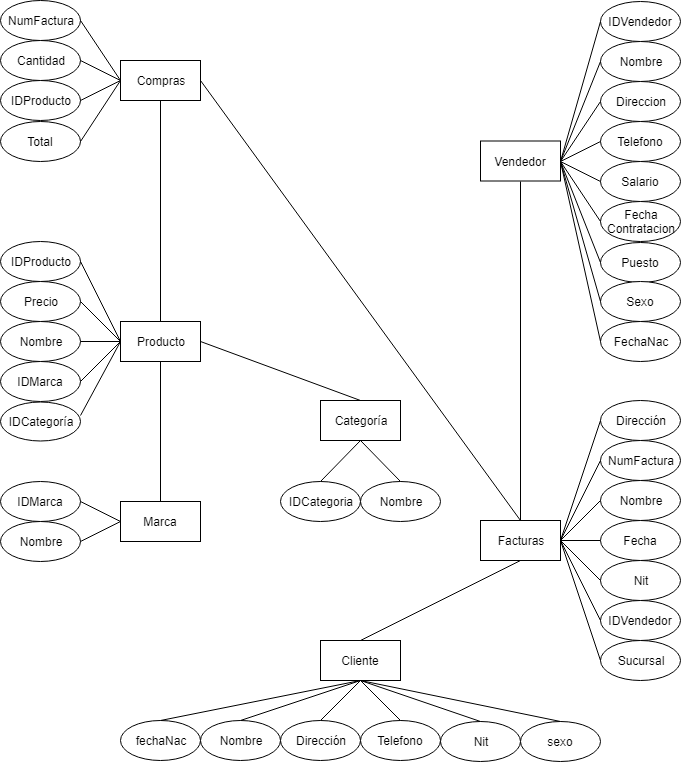 NumFactura
Cantidad
IDProducto
Total
Compras
IDVendedor
Nombre
Direccion
Telefono
Salario
Fecha
Contratacion
Puesto
Sexo
FechaNac
Vendedor
IDProducto
Precio
Nombre
IDMarca
IDCategoría
Producto
Categoría
IDCategoria
Nombre
IDMarca
Nombre
Marca
Dirección
NumFactura
Nombre
Fecha
Nit
IDVendedor
Sucursal
Facturas
Cliente
fechaNac
Nombre
Dirección
Telefono
Nit
sexo